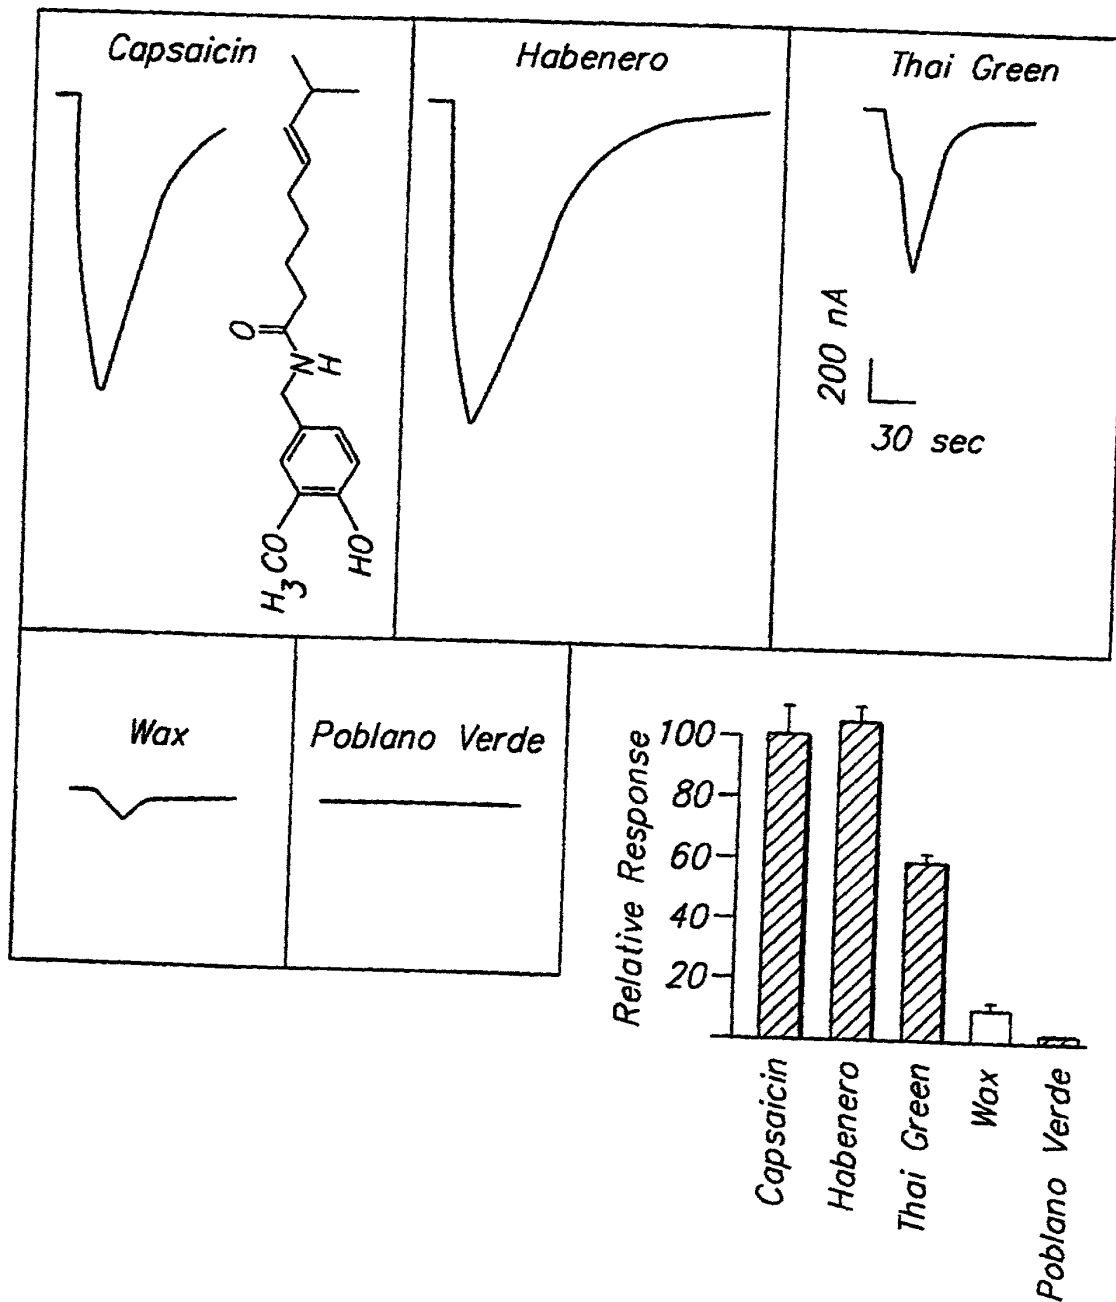 Capsaicin
Habenero
Thai Green
O
N
H
H3CO
HO
200 nA
30 sec
Wax
Poblano Verde
Relative Response
100
80
60
40
20
Capsaicin
Habenero
Thai Green
Wax
Poblano Verde